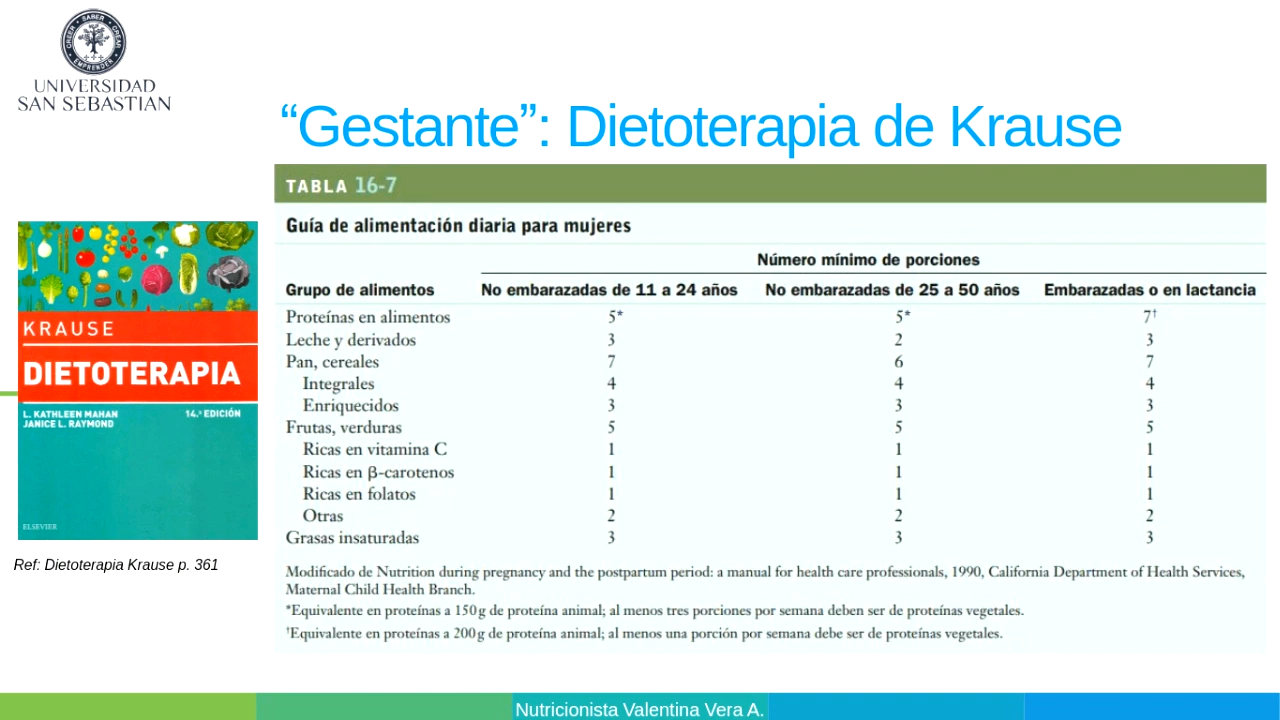 SABER
CREER
CREAR
EMPRENDER
UNIVERSIDAD
SAN SEBASTIAN
“Gestante”: Dietoterapia de Krause
KRAUSE
DIETOTERAPIA
L. KATHLEEN MAHAN 14.ª EDICIÓN
JANICE L. RAYMOND
ELSEVIER
Ref: Dietoterapia Krause p. 361
TABLA 16-7
Guía de alimentación diaria para mujeres
Número mínimo de porciones
Grupo de alimentos No embarazadas de 11 a 24 años No embarazadas de 25 a 50 años Embarazadas o en lactancia
Proteínas en alimentos 5* 5* 7†
Leche y derivados 3 2 3
Pan, cereales 7 6 7
Integrales 4 4 4
Enriquecidos 3 3 3
Frutas, verduras 5 5 5
Ricas en vitamina C 1 1 1
Ricas en β-carotenos 1 1 1
Ricas en folatos 1 1 1
Otras 2 2 2
Grasas insaturadas 3 3 3
Modificado de Nutrition during pregnancy and the postpartum period: a manual for health care professionals, 1990, California Department of Health Services,
Maternal Child Health Branch.
*Equivalente en proteínas a 150 g de proteína animal; al menos tres porciones por semana deben ser de proteínas vegetales.
†Equivalente en proteínas a 200 g de proteína animal; al menos una porción por semana debe ser de proteínas vegetales.
Nutricionista Valentina Vera A.